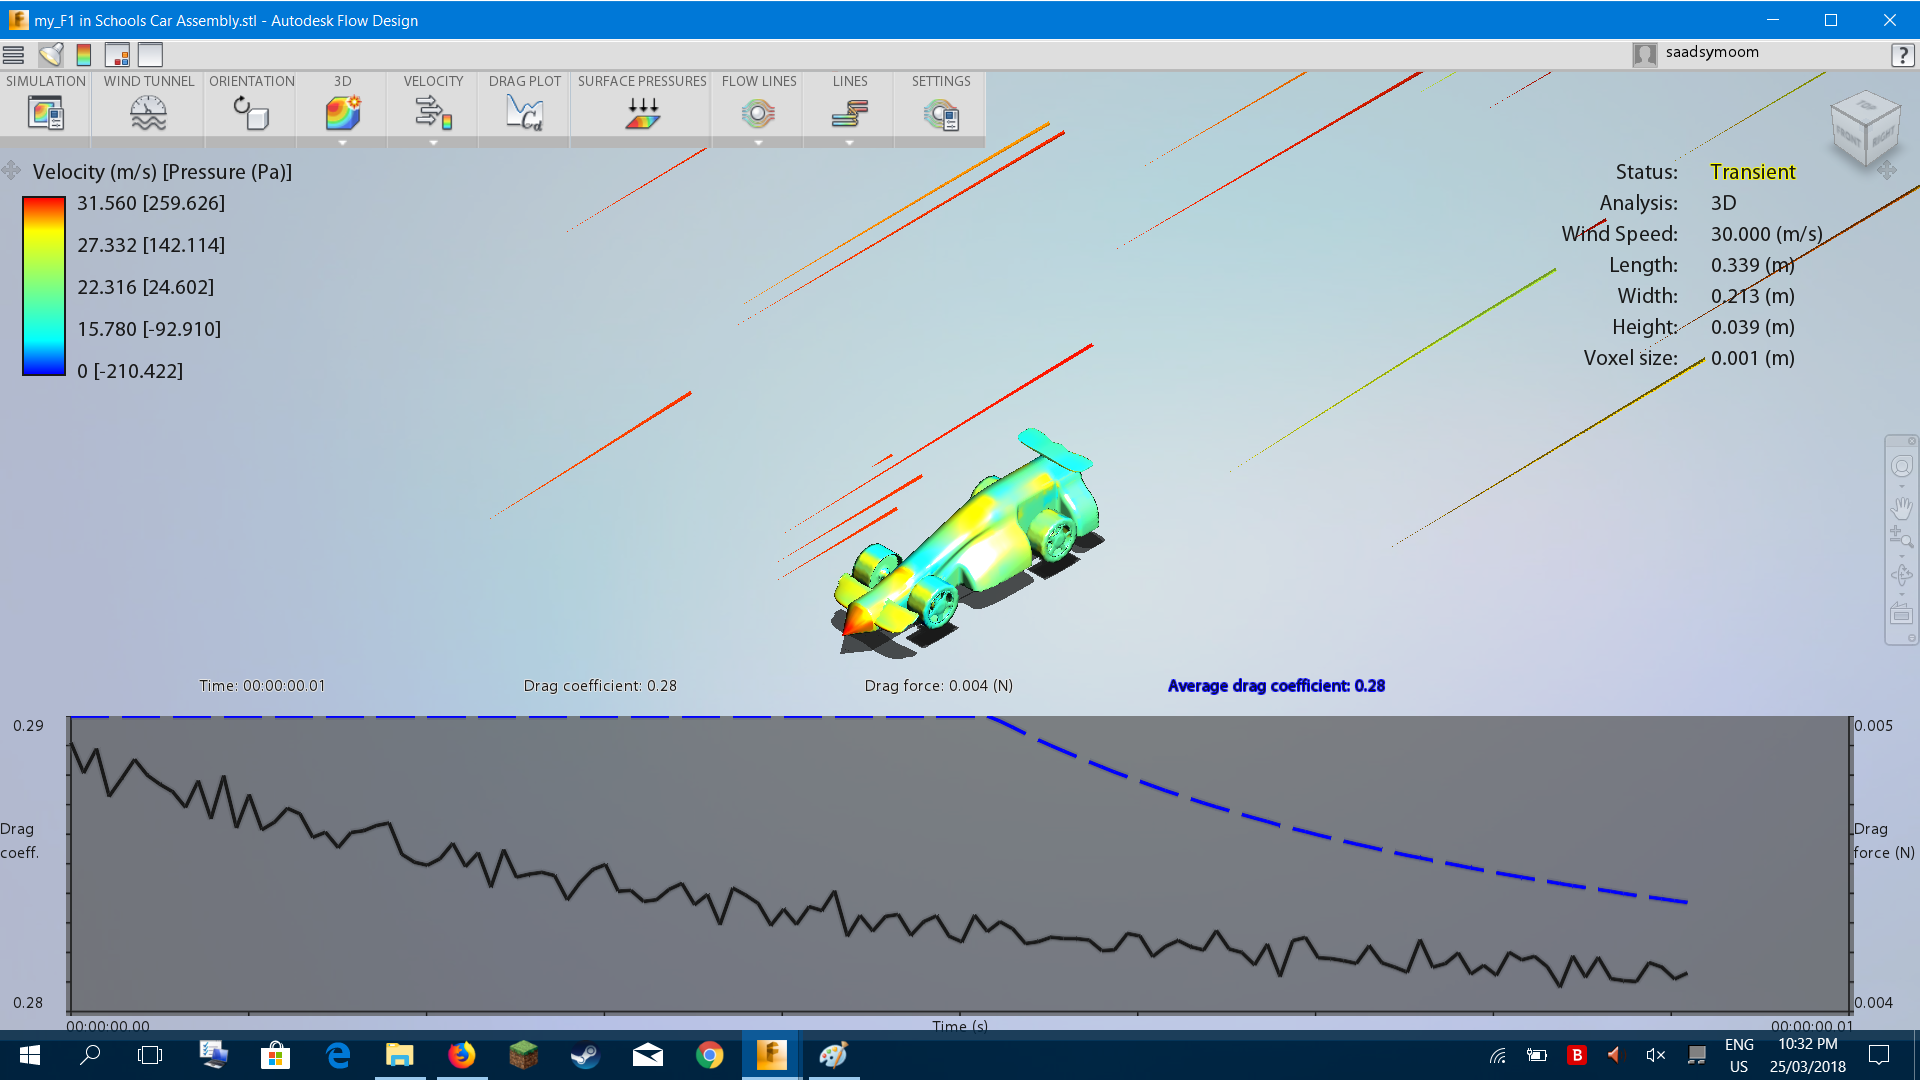 my_F1 in Schools Car Assembly.stl - Autodesk Flow Design
saadsymoom
?
SIMULATION WIND TUNNEL ORIENTATION 3D VELOCITY DRAG PLOT SURFACE PRESSURES FLOW LINES LINES SETTINGS
Cd
TOP
FRONT RIGHT
Velocity (m/s) [Pressure (Pa)]
31.560 [259.626]
27.332 [142.114]
22.316 [24.602]
15.780 [-92.910]
0 [-210.422]
Status: Transient
Analysis: 3D
Wind Speed: 30.000 (m/s)
Length: 0.339 (m)
Width: 0.213 (m)
Height: 0.039 (m)
Voxel size: 0.001 (m)
Time: 00:00:00.01 Drag coefficient: 0.28 Drag force: 0.004 (N) Average drag coefficient: 0.28
0.29 0.005
Drag coeff.
Drag force (N)
0.28 0.004
00:00:00.00 Time (s) 00:00:00.01
ENG
US
10:32 PM
25/03/2018